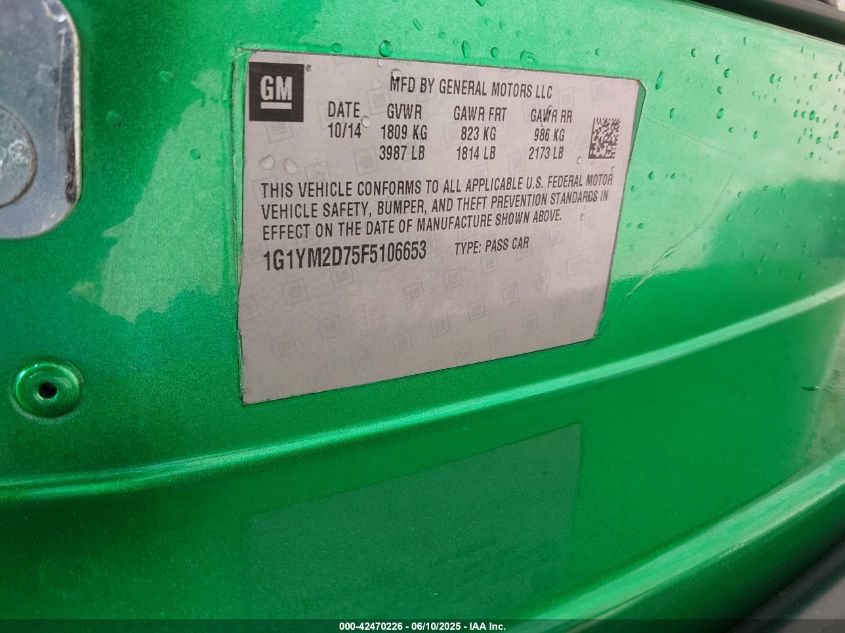 GM ®
MFD BY GENERAL MOTORS LLC
DATE GVWR GAWR FRT GAWR RR
10/14 1809 KG 823 KG 986 KG
3987 LB 1814 LB 2173 LB
THIS VEHICLE CONFORMS TO ALL APPLICABLE U.S. FEDERAL MOTOR
VEHICLE SAFETY, BUMPER, AND THEFT PREVENTION STANDARDS IN
EFFECT ON THE DATE OF MANUFACTURE SHOWN ABOVE.
1G1YM2D75F5106653 TYPE: PASS CAR
000-42470226 - 06/10/2025 - IAA Inc.